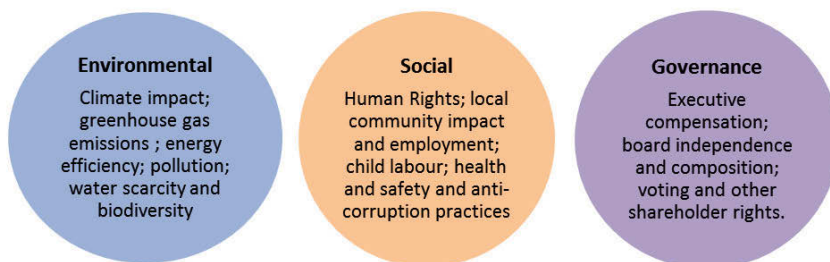 Environmental
Climate impact;
greenhouse gas
emissions ; energy
efficiency; pollution;
water scarcity and
biodiversity
Social
Human Rights; local
community impact
and employment;
child labour; health
and safety and anti-
corruption practices
Governance
Executive
compensation;
board independence
and composition;
voting and other
shareholder rights.